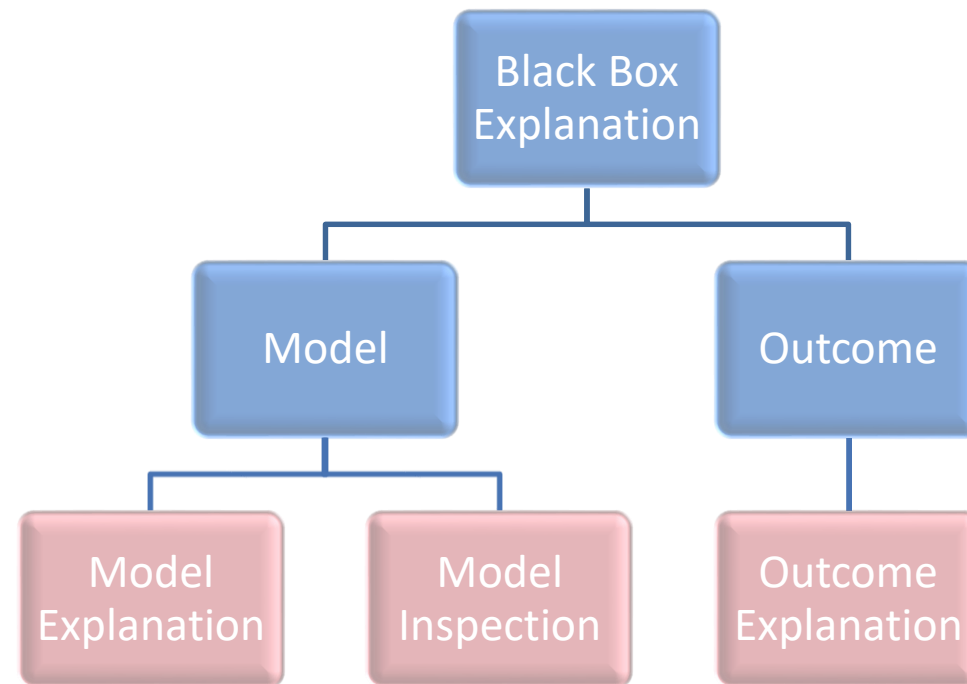 Black Box
Explanation
Model
Outcome
Model
Explanation
Model
Inspection
Outcome
Explanation